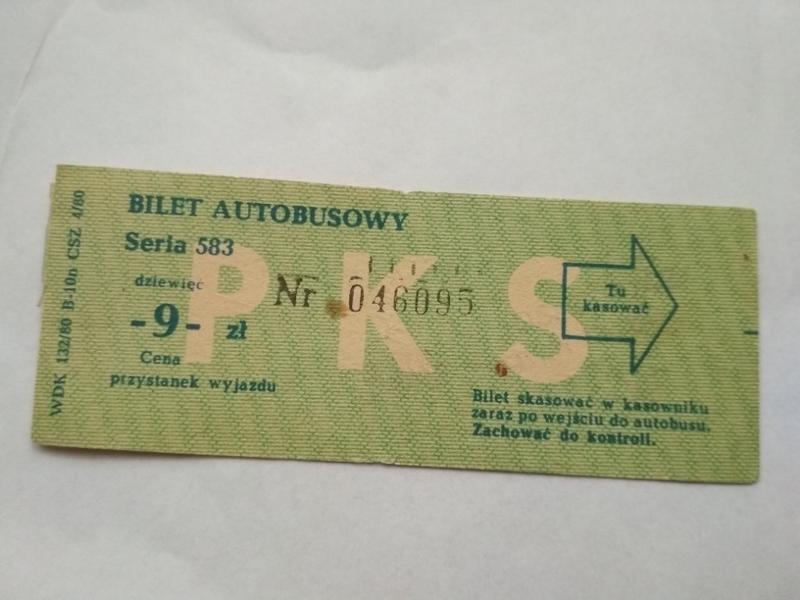 BILET AUTOBUSOWY
Seria 583
dziewięć
-9- zł
Cena
przystanek wyjazdu
Nr 046095
PKS
Tu
kasować
Bilet skasować w kasowniku
zaraz po wejściu do autobusu.
Zachować do kontroli.
WDK 132/80 B-10n CSZ 4/80